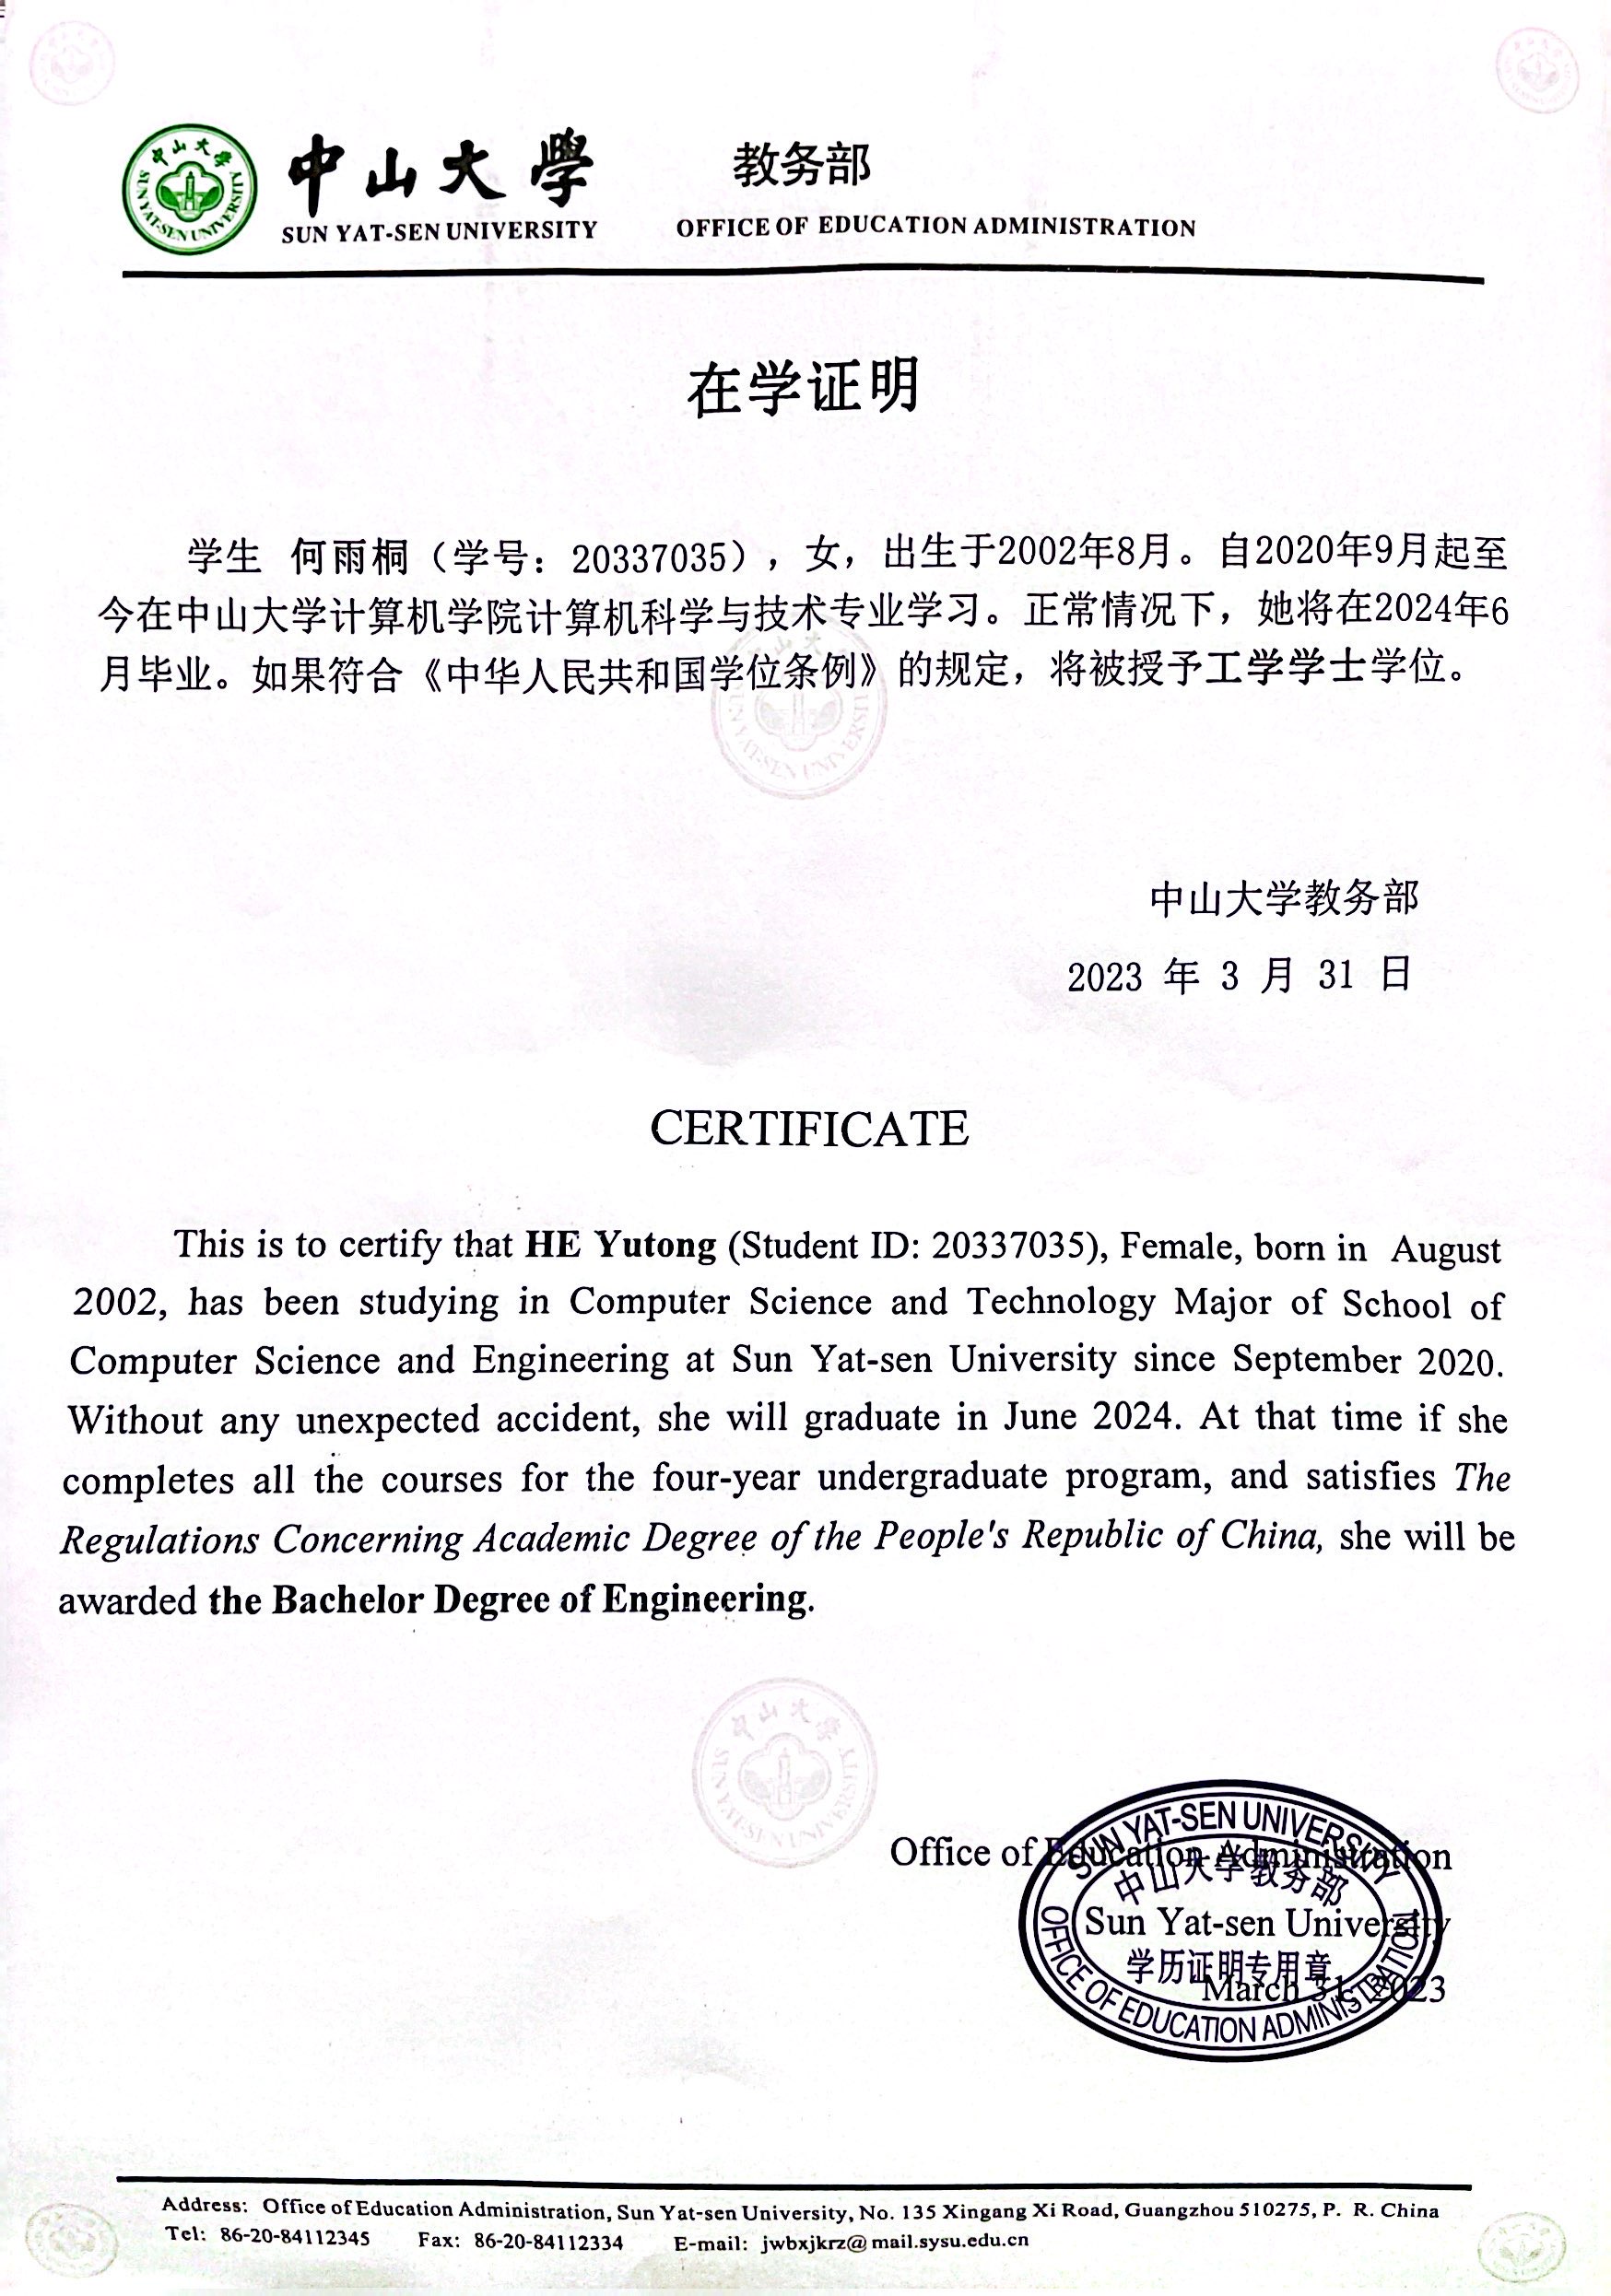 中山大學
SUN YAT-SEN UNIVERSITY
教务部
OFFICE OF EDUCATION ADMINISTRATION
在学证明
学生 何雨桐（学号：20337035），女，出生于2002年8月。自2020年9月起至
今在中山大学计算机学院计算机科学与技术专业学习。正常情况下，她将在2024年6
月毕业。如果符合《中华人民共和国学位条例》的规定，将被授予工学学士学位。
中山大学教务部
2023 年 3 月 31 日
CERTIFICATE
This is to certify that HE Yutong (Student ID: 20337035), Female, born in August
2002, has been studying in Computer Science and Technology Major of School of
Computer Science and Engineering at Sun Yat-sen University since September 2020.
Without any unexpected accident, she will graduate in June 2024. At that time if she
completes all the courses for the four-year undergraduate program, and satisfies The
Regulations Concerning Academic Degree of the People's Republic of China, she will be
awarded the Bachelor Degree of Engineering.
中山大學
SUN YAT-SEN UNIVERSITY
Office of Education Administration
Sun Yat-sen University
March 31, 2023
SUN YAT-SEN UNIVERSITY
中山大学教务部
学历证明专用章
OFFICE OF EDUCATION ADMINISTRATION
Address: Office of Education Administration, Sun Yat-sen University, No. 135 Xingang Xi Road, Guangzhou 510275, P. R. China
Tel: 86-20-84112345 Fax: 86-20-84112334 E-mail: jwbxjkrz@mail.sysu.edu.cn